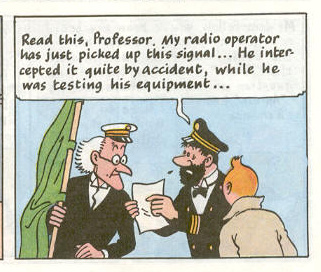 Read this, Professor. My radio operator
has just picked up this signal... He inter-
cepted it quite by accident, while he
was testing his equipment...